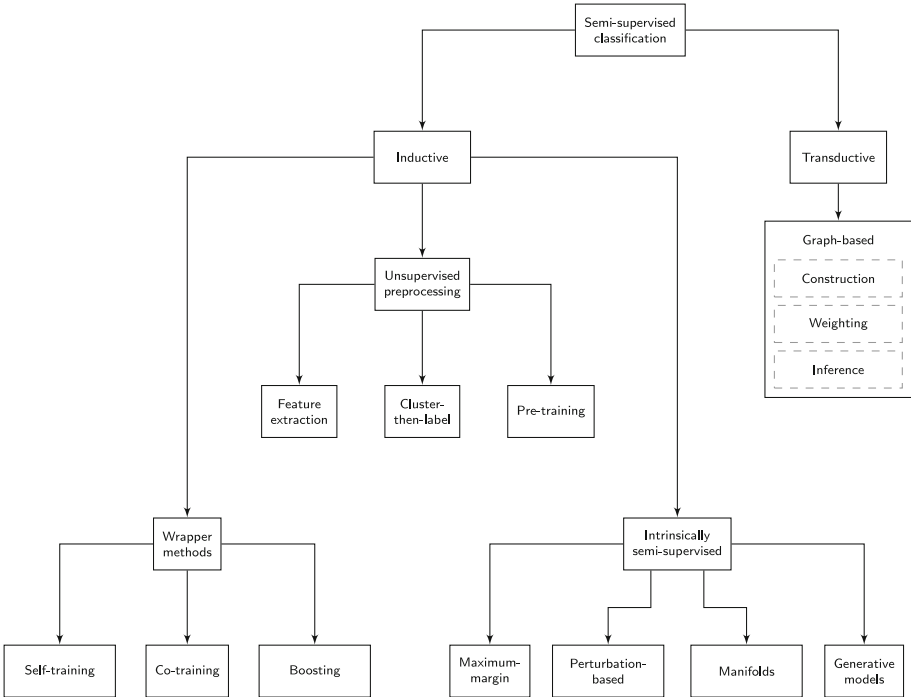 Semi-supervised
classification
Inductive
Transductive
Graph-based
Construction
Weighting
Inference
Unsupervised
preprocessing
Feature
extraction
Cluster-
then-label
Pre-training
Wrapper
methods
Intrinsically
semi-supervised
Self-training
Co-training
Boosting
Maximum-
margin
Perturbation-
based
Manifolds
Generative
models